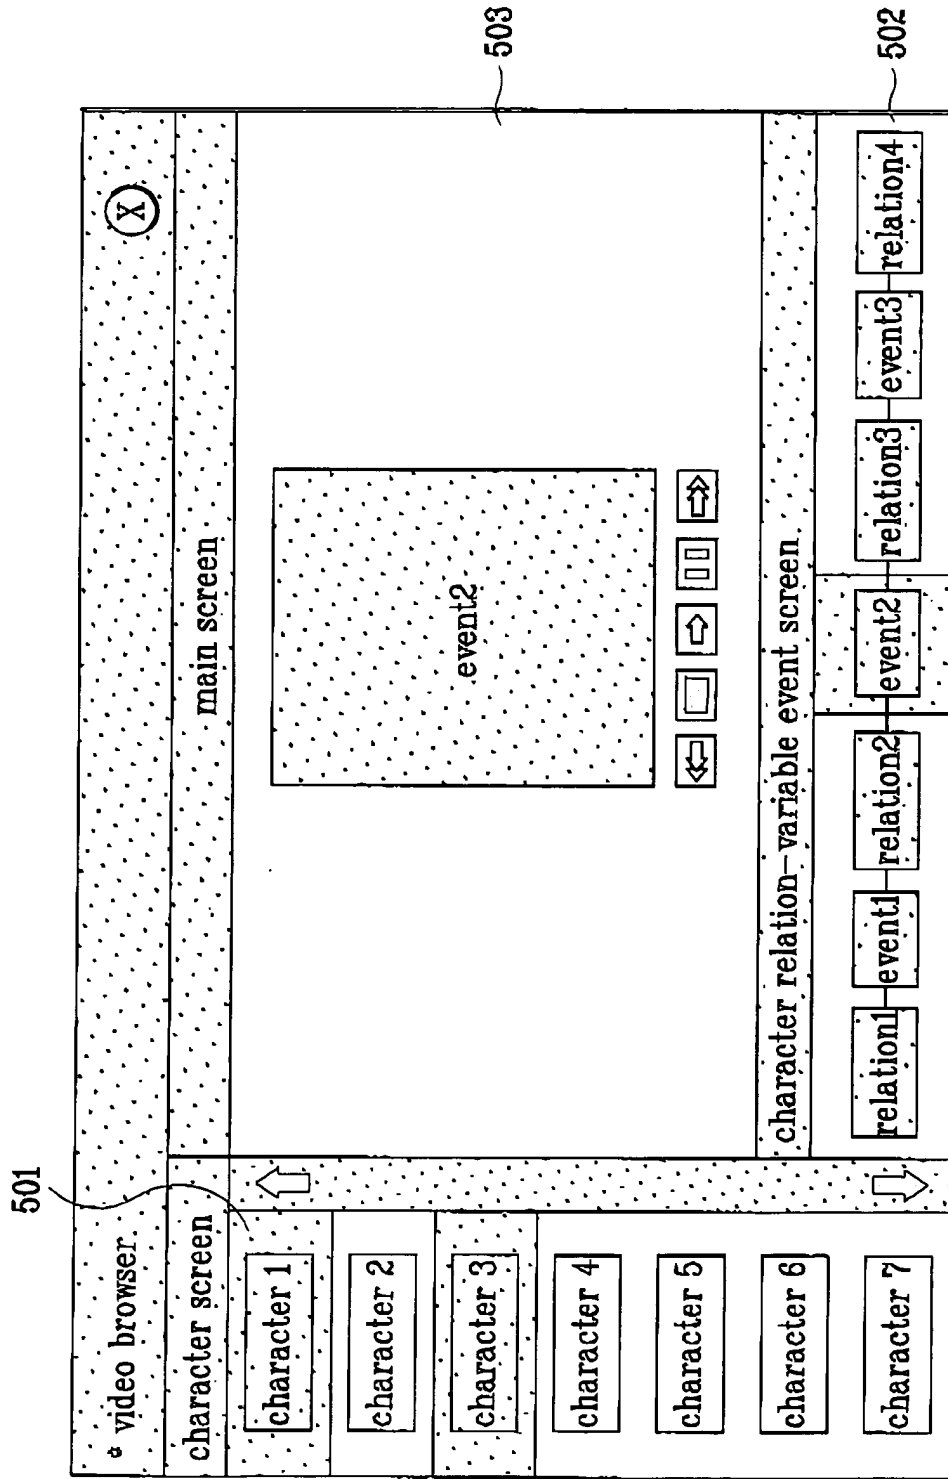 * video browser
X
character screen
main screen
501
character 1
character 2
character 3
character 4
character 5
character 6
character 7
event2
503
character relation-variable event screen
relation1
event1
relation2
event2
relation3
event3
relation4
502